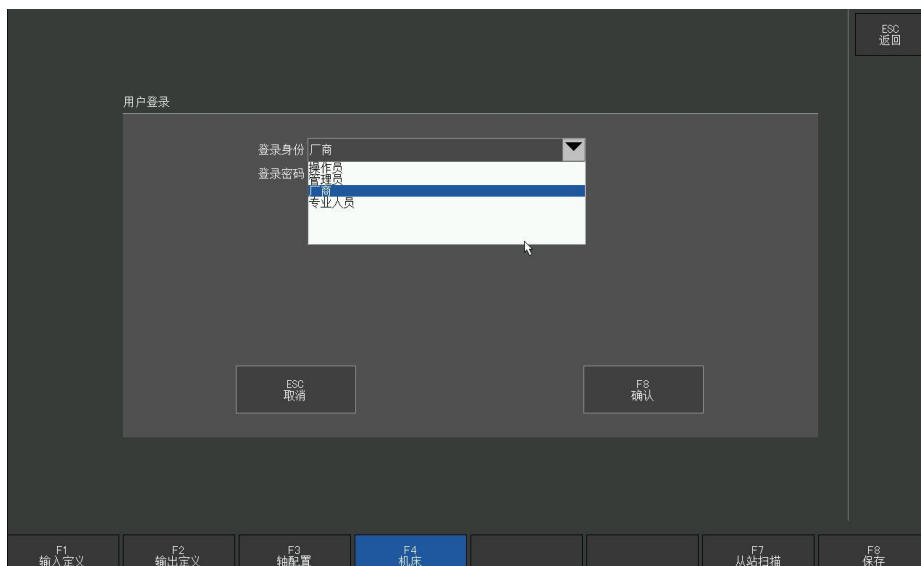 ESC
返回
用户登录
登录身份 厂商
登录密码
操作员
管理员
厂商
专业人员
ESC
取消
F8
确认
F1
输入定义
F2
输出定义
F3
轴配置
F4
机床
F7
从站扫描
F8
保存